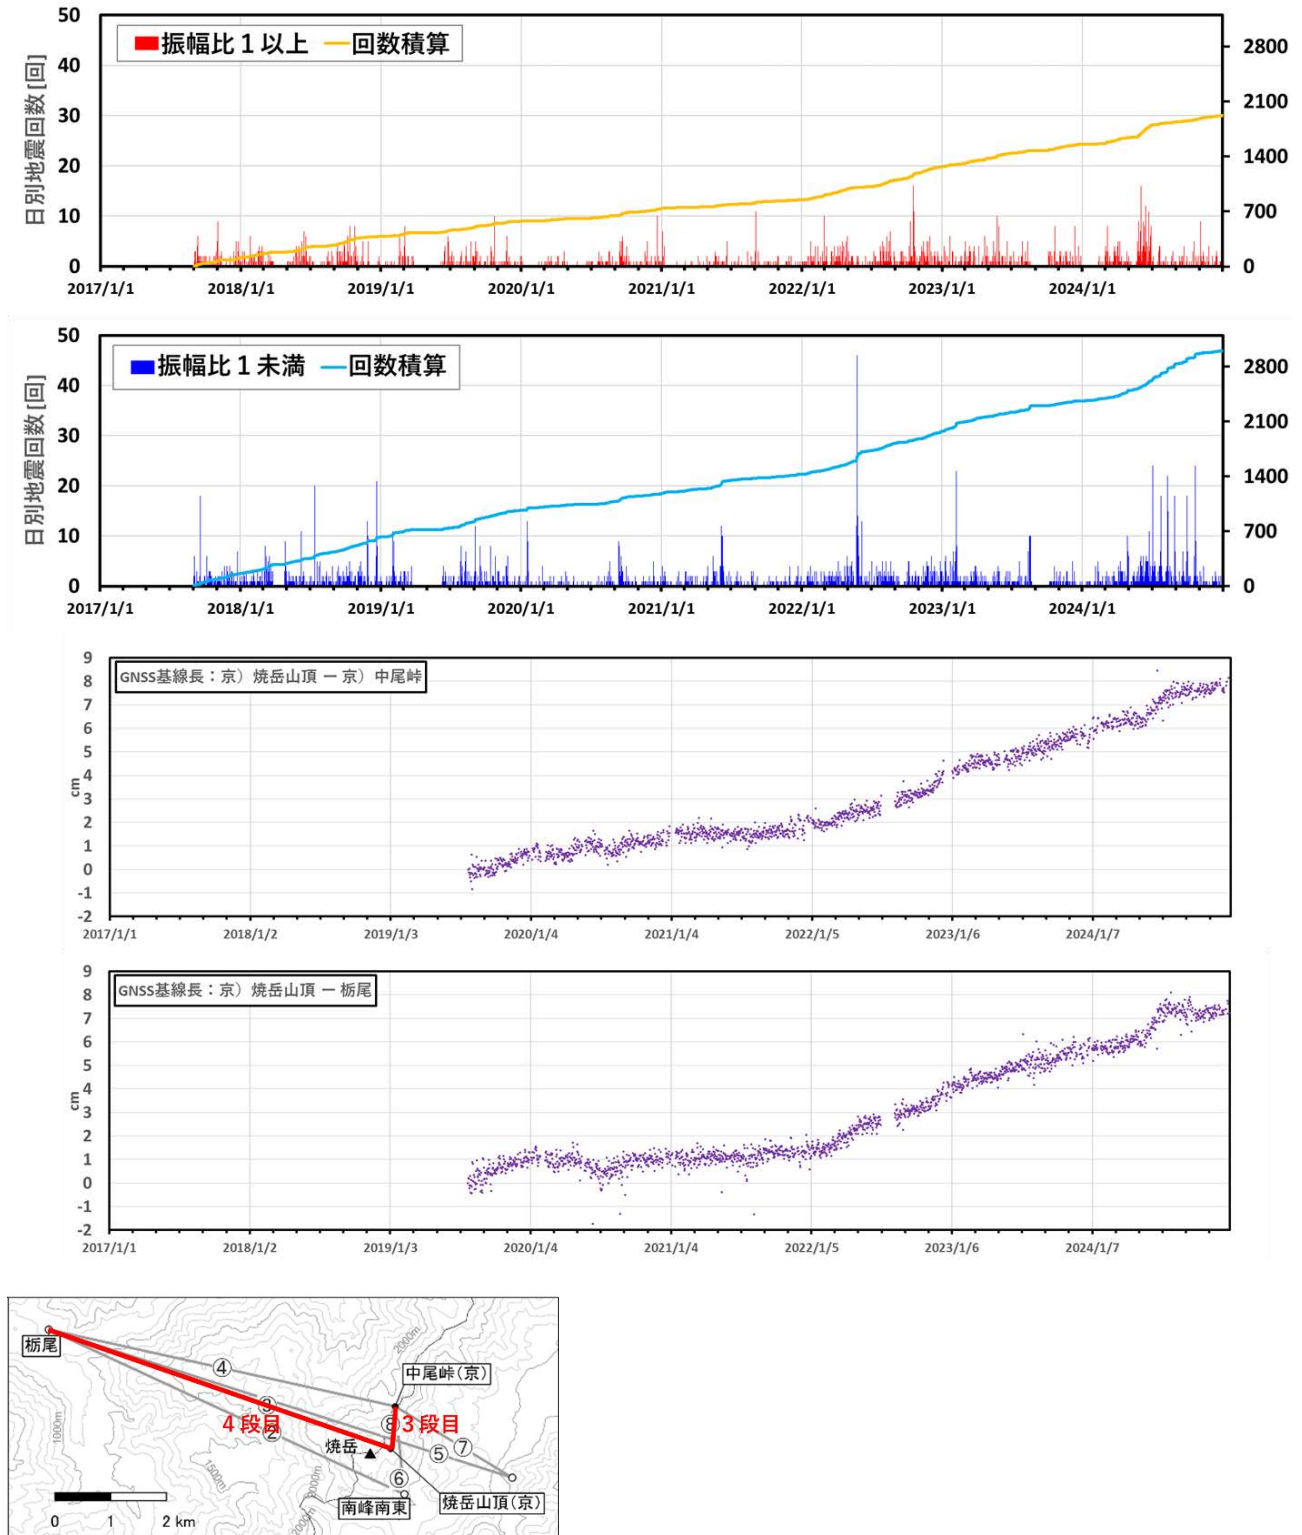 50
40
30
20
10
0
日別地震回数[回]
振幅比１以上 回数積算
2800
2100
1400
700
0
2017/1/1 2018/1/1 2019/1/1 2020/1/1 2021/1/1 2022/1/1 2023/1/1 2024/1/1
50
40
30
20
10
0
日別地震回数[回]
振幅比１未満 回数積算
2800
2100
1400
700
0
2017/1/1 2018/1/1 2019/1/1 2020/1/1 2021/1/1 2022/1/1 2023/1/1 2024/1/1
GNSS基線長：京）焼岳山頂 ー 京）中尾峠
9
8
7
6
5
4
3
2
1
0
-1
-2
cm
2017/1/1 2018/1/2 2019/1/3 2020/1/4 2021/1/4 2022/1/5 2023/1/6 2024/1/7
GNSS基線長：京）焼岳山頂 ー 栃尾
9
8
7
6
5
4
3
2
1
0
-1
-2
cm
2017/1/1 2018/1/2 2019/1/3 2020/1/4 2021/1/4 2022/1/5 2023/1/6 2024/1/7
栃尾
2000m
④
中尾峠(京)
③
４段目
②
⑧
３段目
1000m
焼岳
⑤
⑦
1500m
2000m
⑥
南峰南東
焼岳山頂(京)
2000m
0 1 2 km